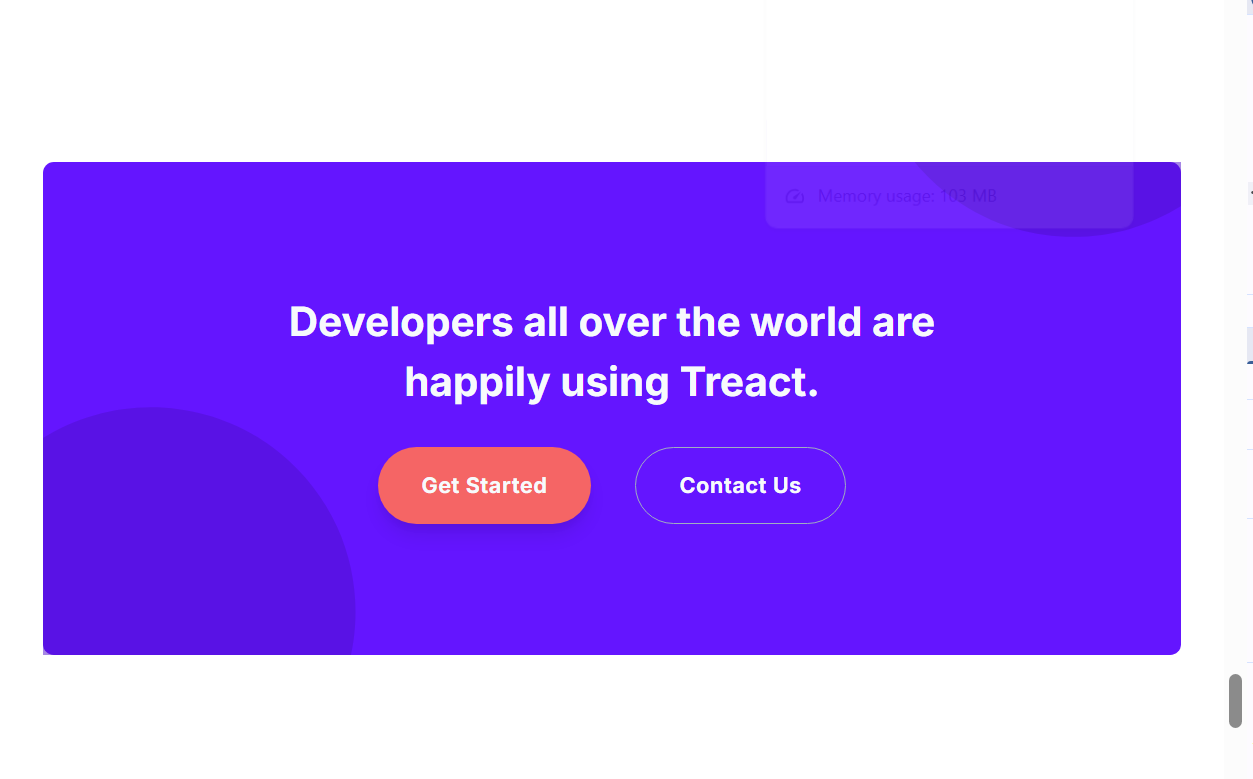 Memory usage: 103 MB
Developers all over the world are
happily using Treact.
Get Started
Contact Us